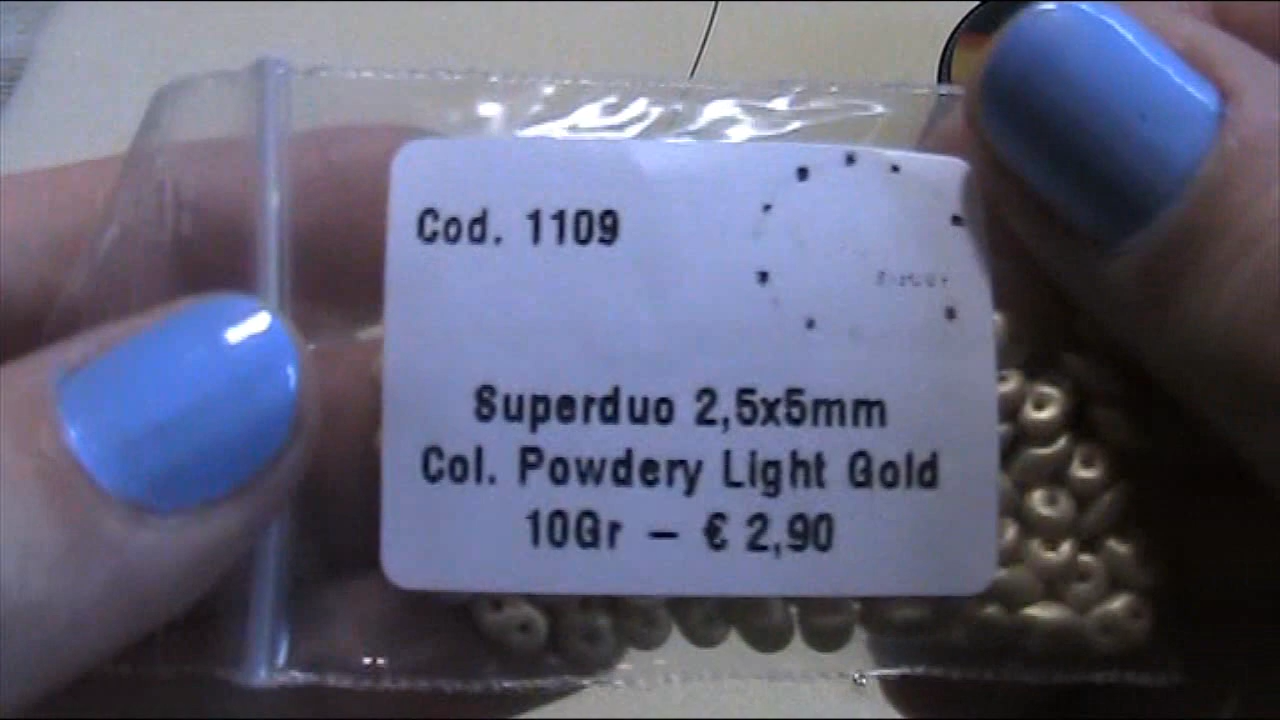 Cod. 1109
Superduo 2,5x5mm
Col. Powdery Light Gold
10Gr – € 2,90